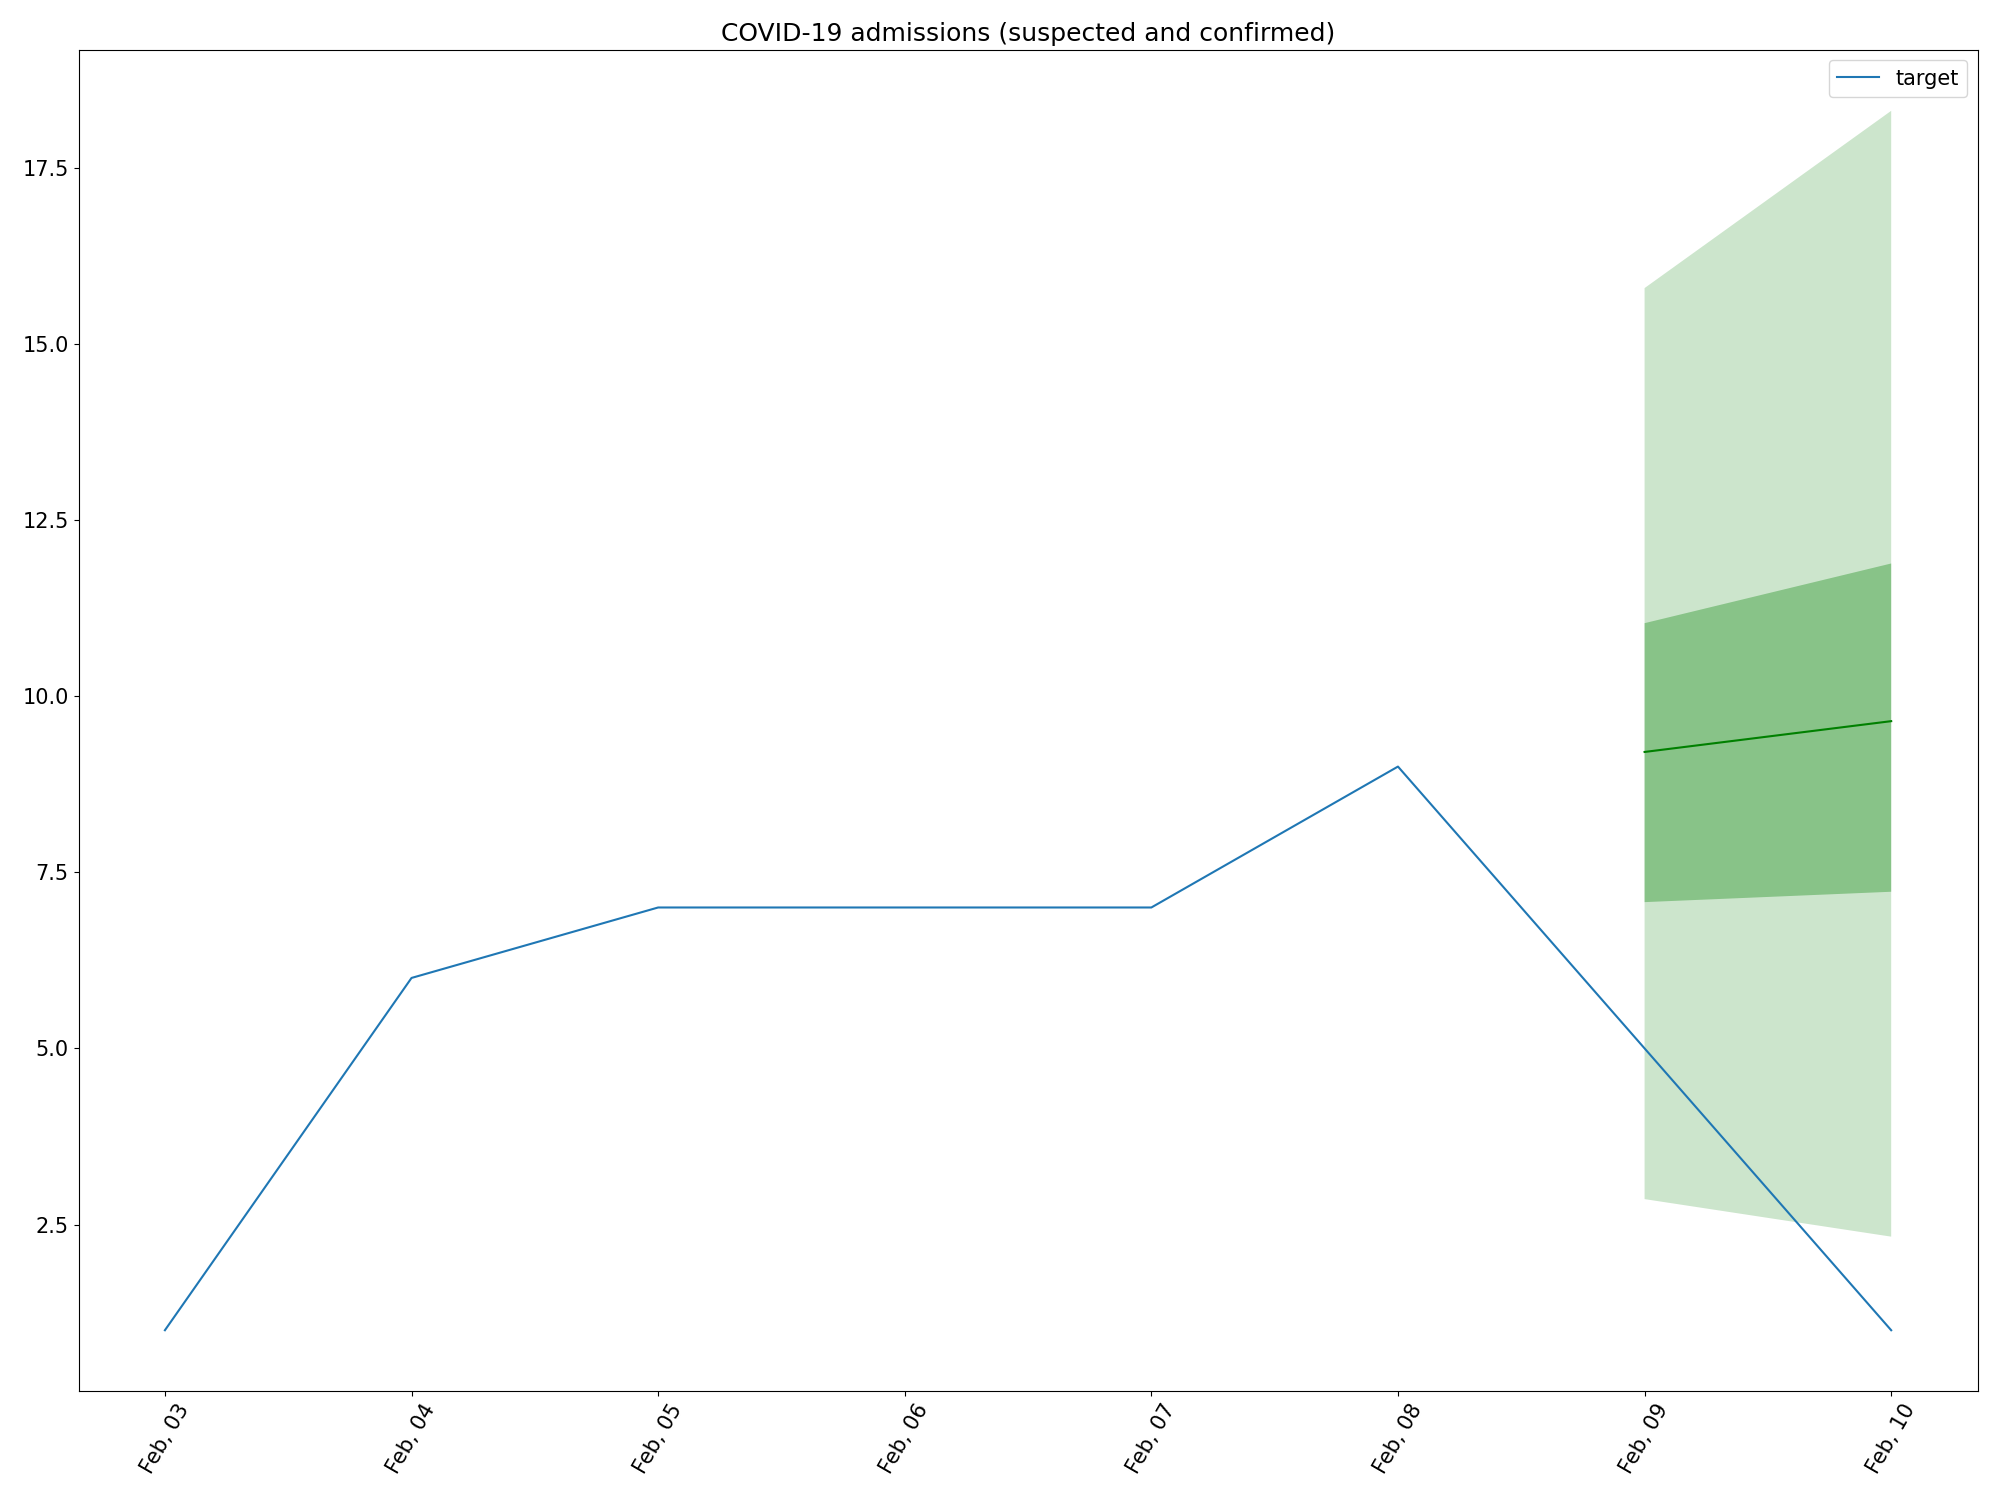 COVID-19 admissions (suspected and confirmed)
target
17.5
15.0
12.5
10.0
7.5
5.0
2.5
Feb, 03
Feb, 04
Feb, 05
Feb, 06
Feb, 07
Feb, 08
Feb, 09
Feb, 10